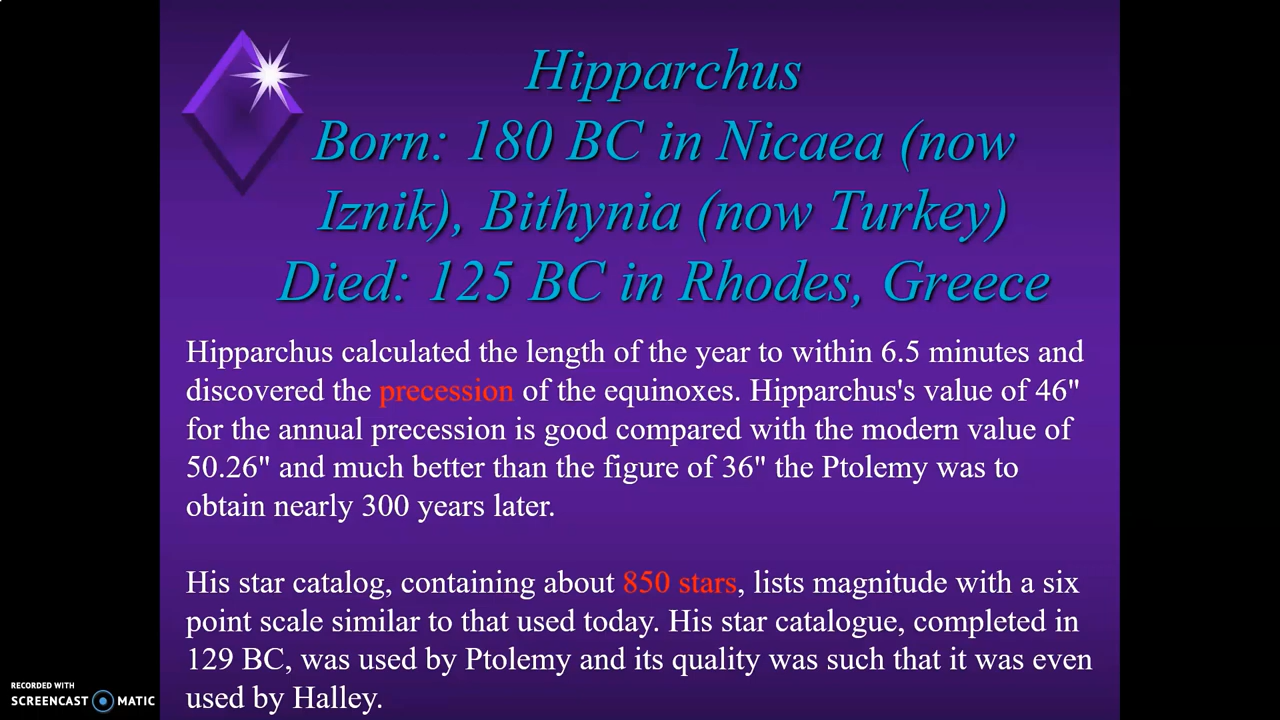 Hipparchus
Born: 180 BC in Nicaea (now
Iznik), Bithynia (now Turkey)
Died: 125 BC in Rhodes, Greece
Hipparchus calculated the length of the year to within 6.5 minutes and
discovered the precession of the equinoxes. Hipparchus's value of 46"
for the annual precession is good compared with the modern value of
50.26" and much better than the figure of 36" the Ptolemy was to
obtain nearly 300 years later.
His star catalog, containing about 850 stars, lists magnitude with a six
point scale similar to that used today. His star catalogue, completed in
129 BC, was used by Ptolemy and its quality was such that it was even
used by Halley.
RECORDED WITH
SCREENCAST MATIC